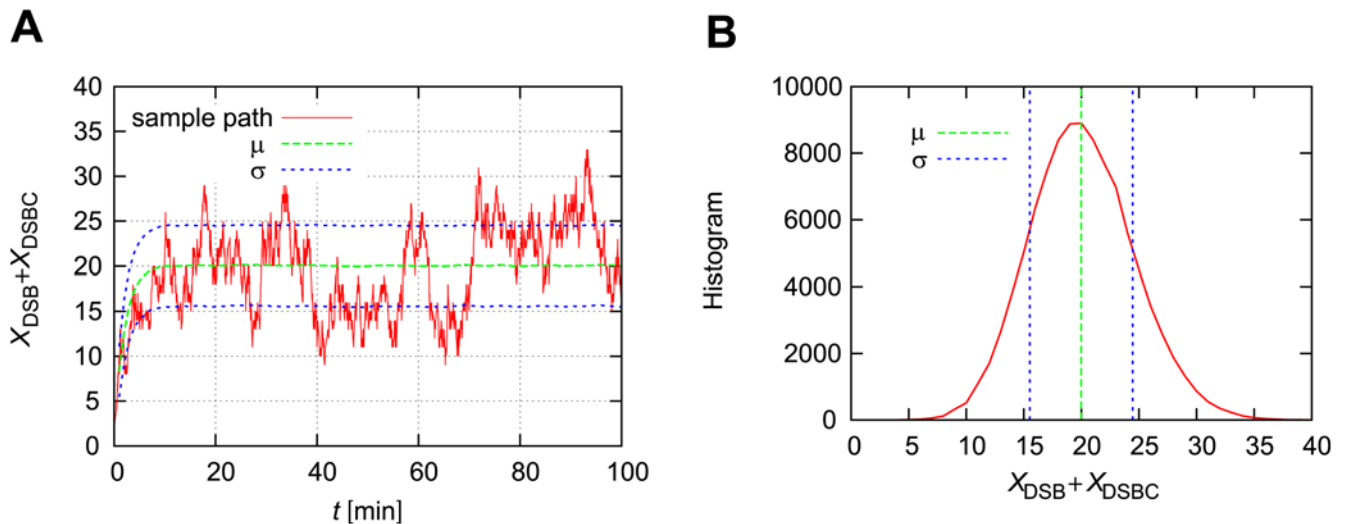 A
X_DSB+X_DSBC
40
35
30
25
20
15
10
5
0
sample path
μ
σ
0 20 40 60 80 100
t [min]
B
Histogram
10000
8000
6000
4000
2000
0
μ
σ
0 5 10 15 20 25 30 35 40
X_DSB+X_DSBC